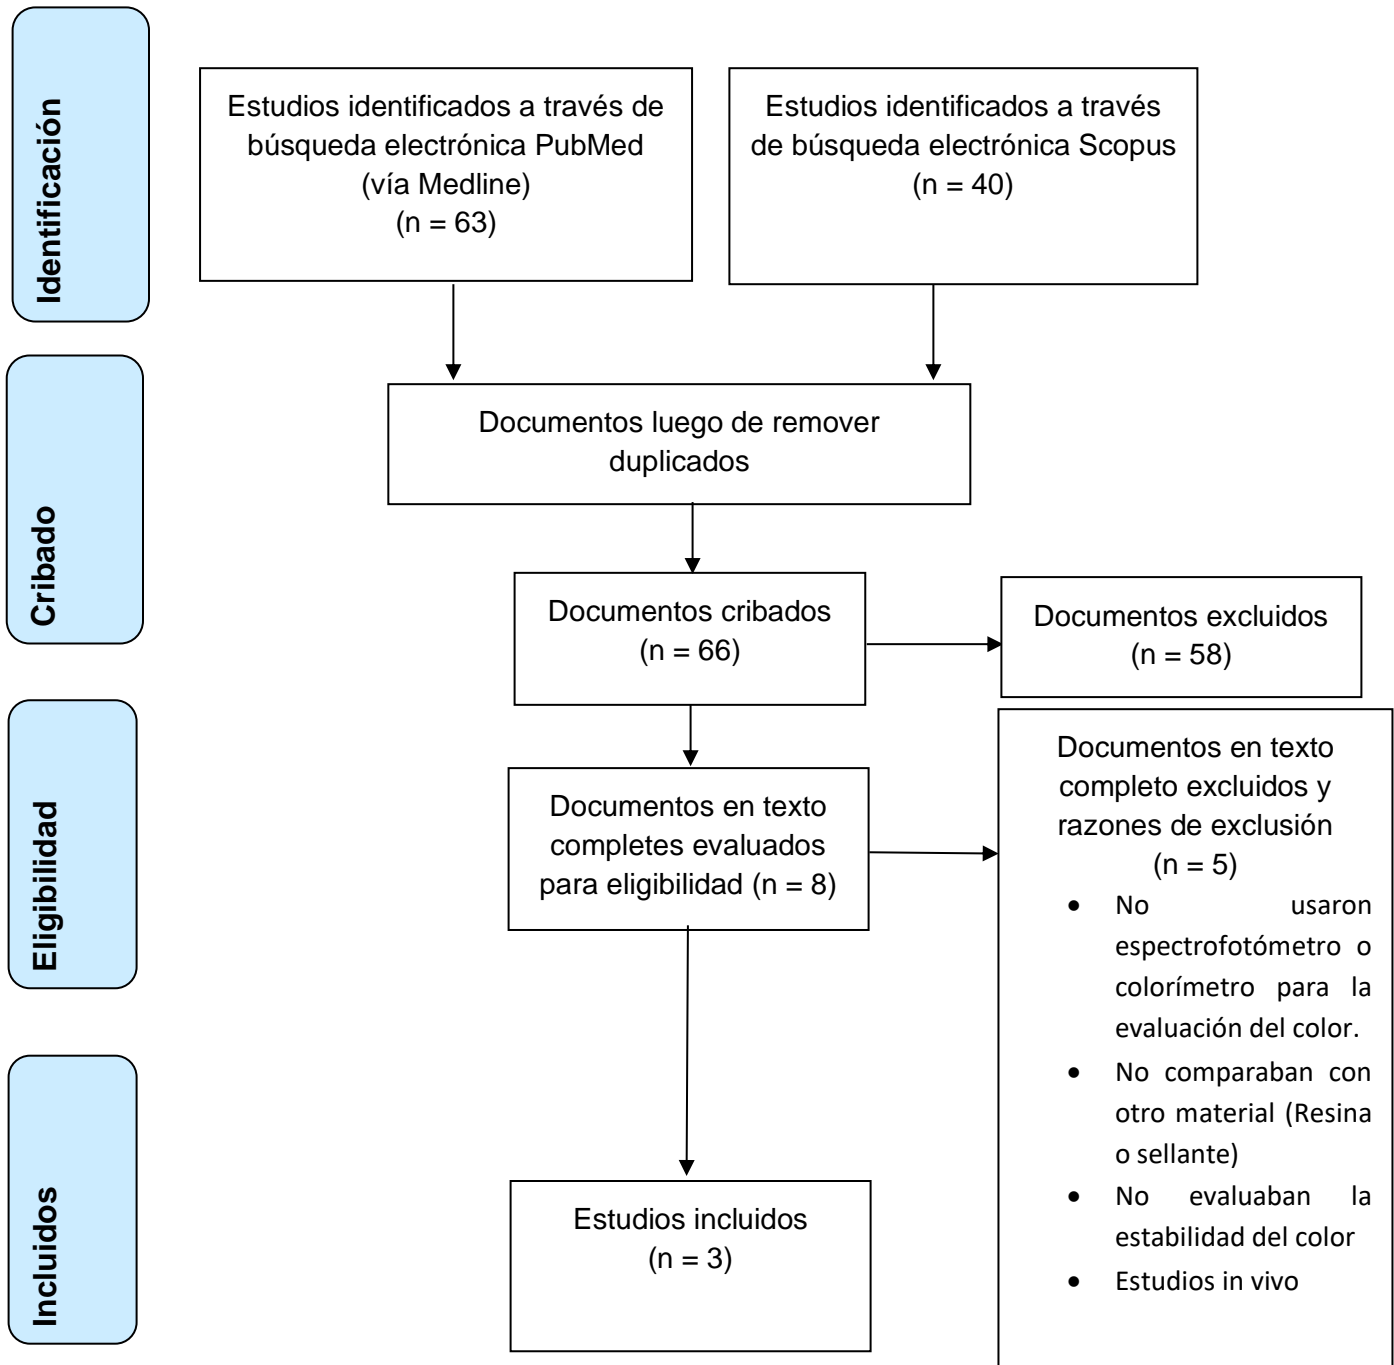 Identificación
Estudios identificados a través de
búsqueda electrónica PubMed
(vía Medline)
(n = 63)
Estudios identificados a través
de búsqueda electrónica Scopus
(n = 40)
Cribado
Documentos luego de remover
duplicados
Documentos cribados
(n = 66)
Documentos excluidos
(n = 58)
Eligibilidad
Documentos en texto
completes evaluados
para eligibilidad (n = 8)
Documentos en texto
completo excluidos y
razones de exclusión
(n = 5)
• No usaron
espectrofotómetro o
colorímetro para la
evaluación del color.
• No comparaban con
otro material (Resina
o sellante)
• No evaluaban la
estabilidad del color
• Estudios in vivo
Incluidos
Estudios incluidos
(n = 3)